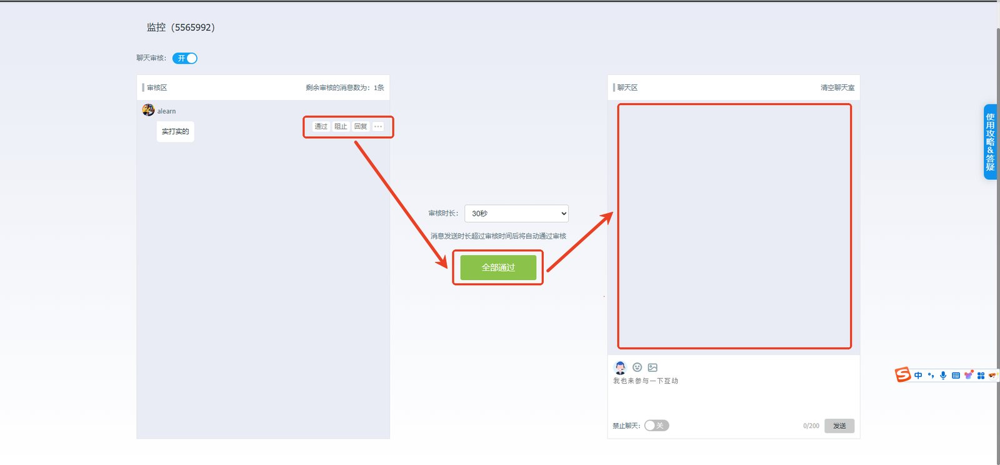 监控（5565992）
聊天审核：
开
审核区
剩余审核的消息数为：1条
alearn
实打实的
通过
阻止
回复
审核时长：
30秒
消息发送时长超过审核时间后将自动通过审核
全部通过
聊天区
清空聊天室
我也来参与一下互动
禁止聊天：
关
0/200
发送
使用攻略&答疑
S
中